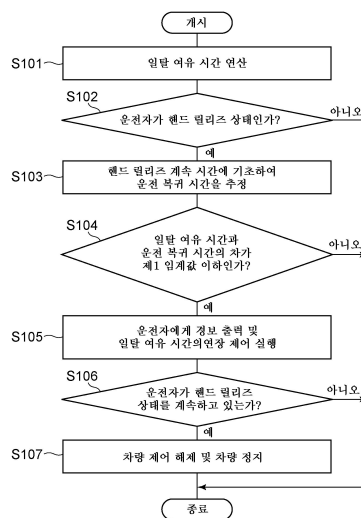 개시
S101
일탈 여유 시간 연산
S102
운전자가 핸드 릴리즈 상태인가?
아니오
예
S103
핸드 릴리즈 계속 시간에 기초하여
운전 복귀 시간을 추정
S104
일탈 여유 시간과
운전 복귀 시간의 차가
제1 임계값 이하인가?
아니오
예
S105
운전자에게 경보 출력 및
일탈 여유 시간의연장 제어 실행
S106
운전자가 핸드 릴리즈
상태를 계속하고 있는가?
아니오
예
S107
차량 제어 해제 및 차량 정지
종료